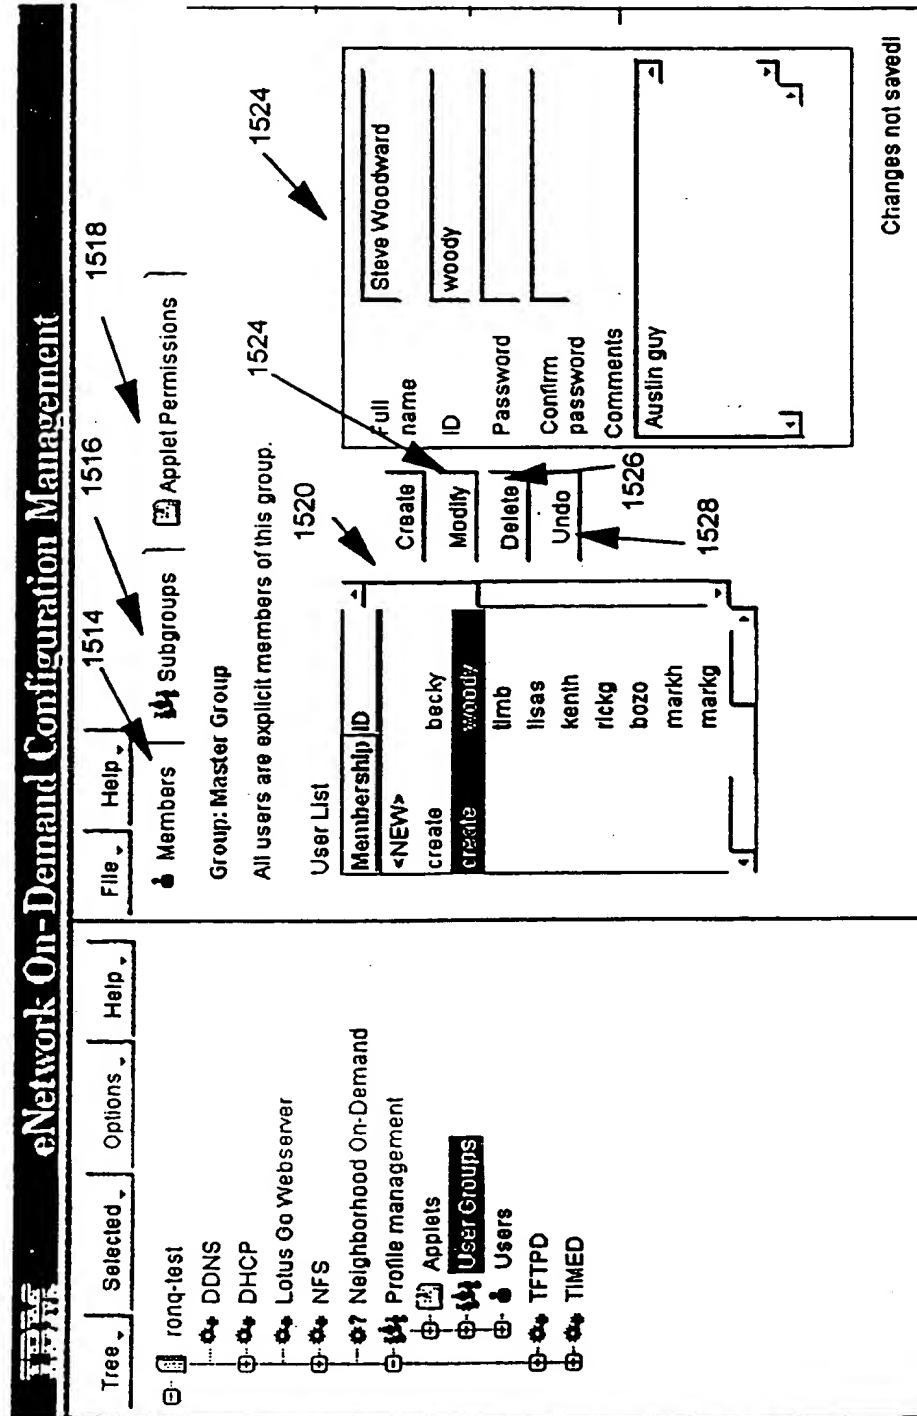 IBM eNetwork On-Demand Configuration Management
Tree Selected Options Help
ronq-test
DDNS
DHCP
Lotus Go Webserver
NFS
Neighborhood On-Demand
Profile management
Applets
User Groups
Users
TFTPD
TIMED
File Help
1514
1516
1518
Members Subgroups Applet Permissions
Group: Master Group
All users are explicit members of this group.
User List
1520
1524
1524
Membership ID
<NEW>
create becky
create woody
timb
lisas
kenth
rickg
bozo
markh
markg
Create
Modify
Delete
Undo
1526
1528
Full name Steve Woodward
ID woody
Password
Confirm password
Comments
Austin guy
Changes not saved!